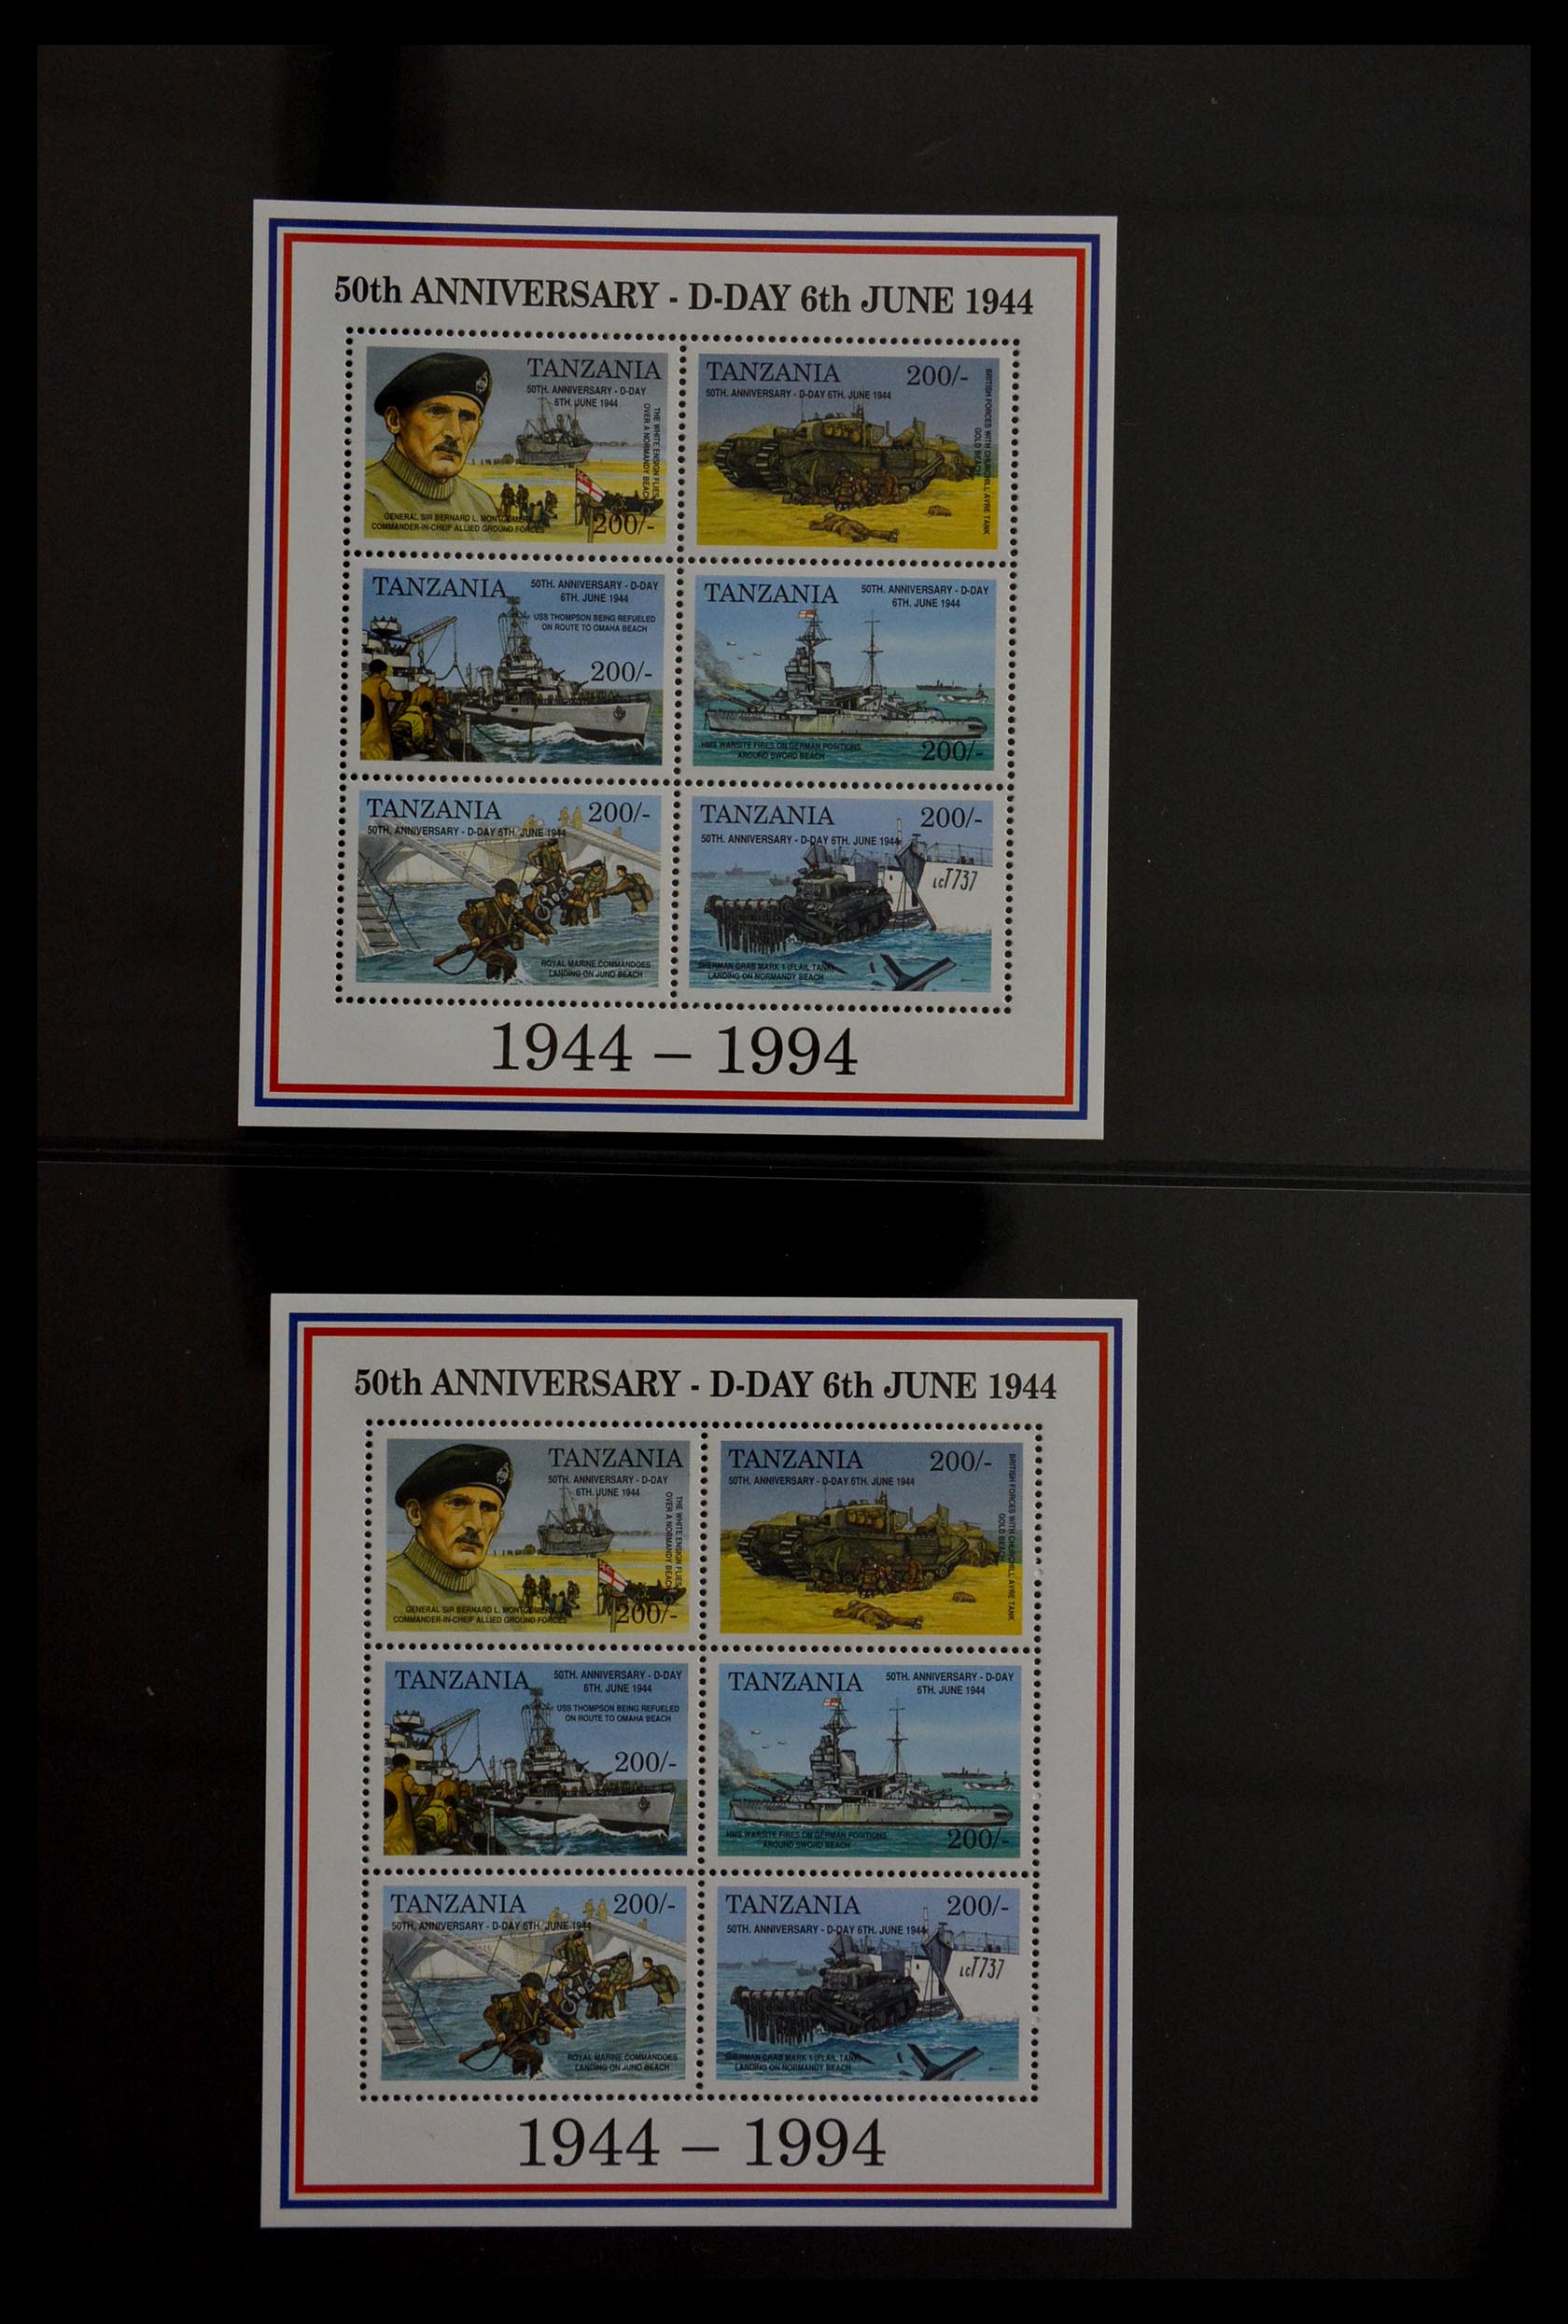 50th ANNIVERSARY - D-DAY 6th JUNE 1944
TANZANIA
50TH. ANNIVERSARY - D-DAY
6TH. JUNE 1944
THE WHITE ENSIGN FLIES
OVER A NORMANDY BEACH
GENERAL SIR BERNARD L. MONTGOMERY
COMMANDER-IN-CHEIF ALLIED GROUND FORCES
200/-
TANZANIA 200/-
50TH. ANNIVERSARY - D-DAY 6TH. JUNE 1944
BRITISH FORCES WITH CHURCHILL AVRE TANK
GOLD BEACH
TANZANIA
50TH. ANNIVERSARY - D-DAY
6TH. JUNE 1944
USS THOMPSON BEING REFUELED
ON ROUTE TO OMAHA BEACH
200/-
TANZANIA
50TH. ANNIVERSARY - D-DAY
6TH. JUNE 1944
HMS WARSITE FIRES ON GERMAN POSITIONS
AROUND SWORD BEACH
200/-
TANZANIA 200/-
50TH. ANNIVERSARY - D-DAY 6TH. JUNE 1944
ROYAL MARINE COMMANDOES
LANDING ON JUNO BEACH
TANZANIA 200/-
50TH. ANNIVERSARY - D-DAY 6TH. JUNE 1944
LCT737
SHERMAN CRAB MARK 1 (FLAIL TANK)
LANDING ON NORMANDY BEACH
1944 – 1994
50th ANNIVERSARY - D-DAY 6th JUNE 1944
TANZANIA
50TH. ANNIVERSARY - D-DAY
6TH. JUNE 1944
THE WHITE ENSIGN FLIES
OVER A NORMANDY BEACH
GENERAL SIR BERNARD L. MONTGOMERY
COMMANDER-IN-CHEIF ALLIED GROUND FORCES
200/-
TANZANIA 200/-
50TH. ANNIVERSARY - D-DAY 6TH. JUNE 1944
BRITISH FORCES WITH CHURCHILL AVRE TANK
GOLD BEACH
TANZANIA
50TH. ANNIVERSARY - D-DAY
6TH. JUNE 1944
USS THOMPSON BEING REFUELED
ON ROUTE TO OMAHA BEACH
200/-
TANZANIA
50TH. ANNIVERSARY - D-DAY
6TH. JUNE 1944
HMS WARSITE FIRES ON GERMAN POSITIONS
AROUND SWORD BEACH
200/-
TANZANIA 200/-
50TH. ANNIVERSARY - D-DAY 6TH. JUNE 1944
ROYAL MARINE COMMANDOES
LANDING ON JUNO BEACH
TANZANIA 200/-
50TH. ANNIVERSARY - D-DAY 6TH. JUNE 1944
LCT737
SHERMAN CRAB MARK 1 (FLAIL TANK)
LANDING ON NORMANDY BEACH
1944 – 1994